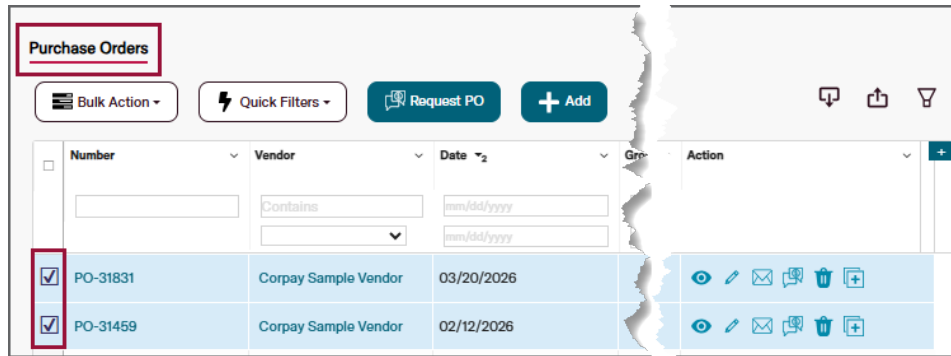 Purchase Orders
Bulk Action
Quick Filters
Request PO
Add
Number Vendor Date 2 Action
Contains mm/dd/yyyy
mm/dd/yyyy
PO-31831 Corpay Sample Vendor 03/20/2026
PO-31459 Corpay Sample Vendor 02/12/2026